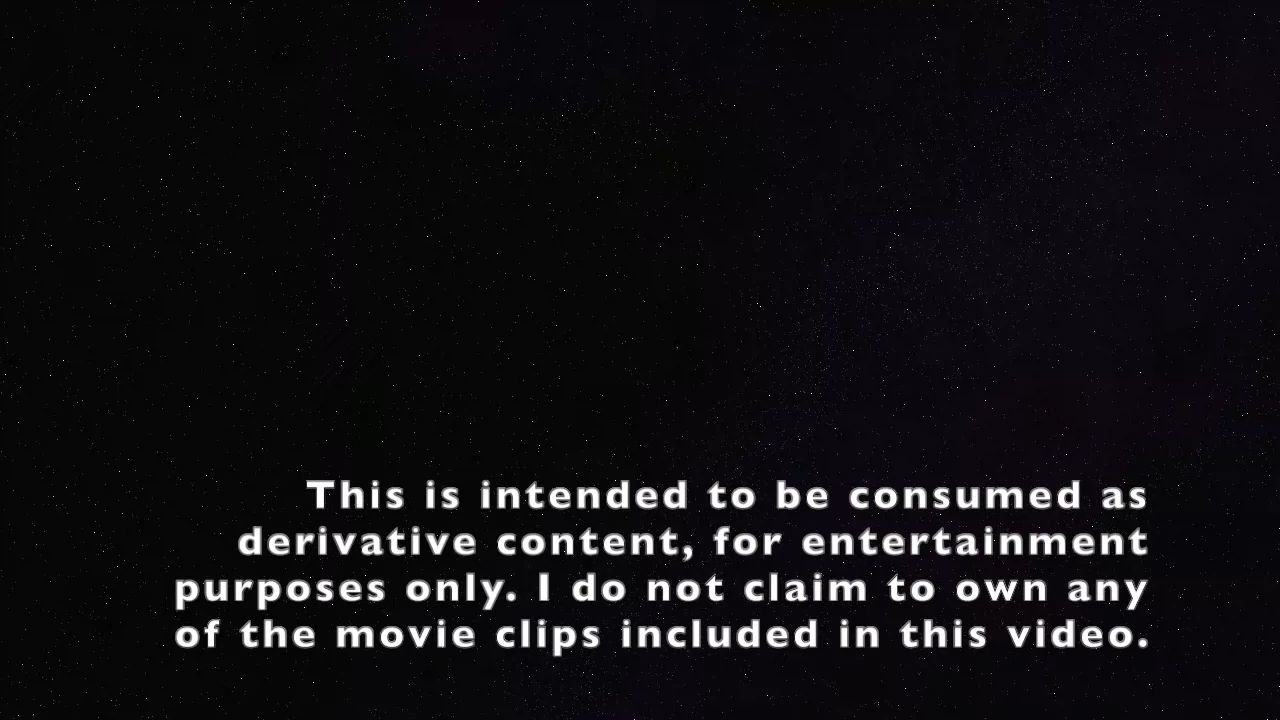 This is intended to be consumed as
derivative content, for entertainment
purposes only. I do not claim to own any
of the movie clips included in this video.